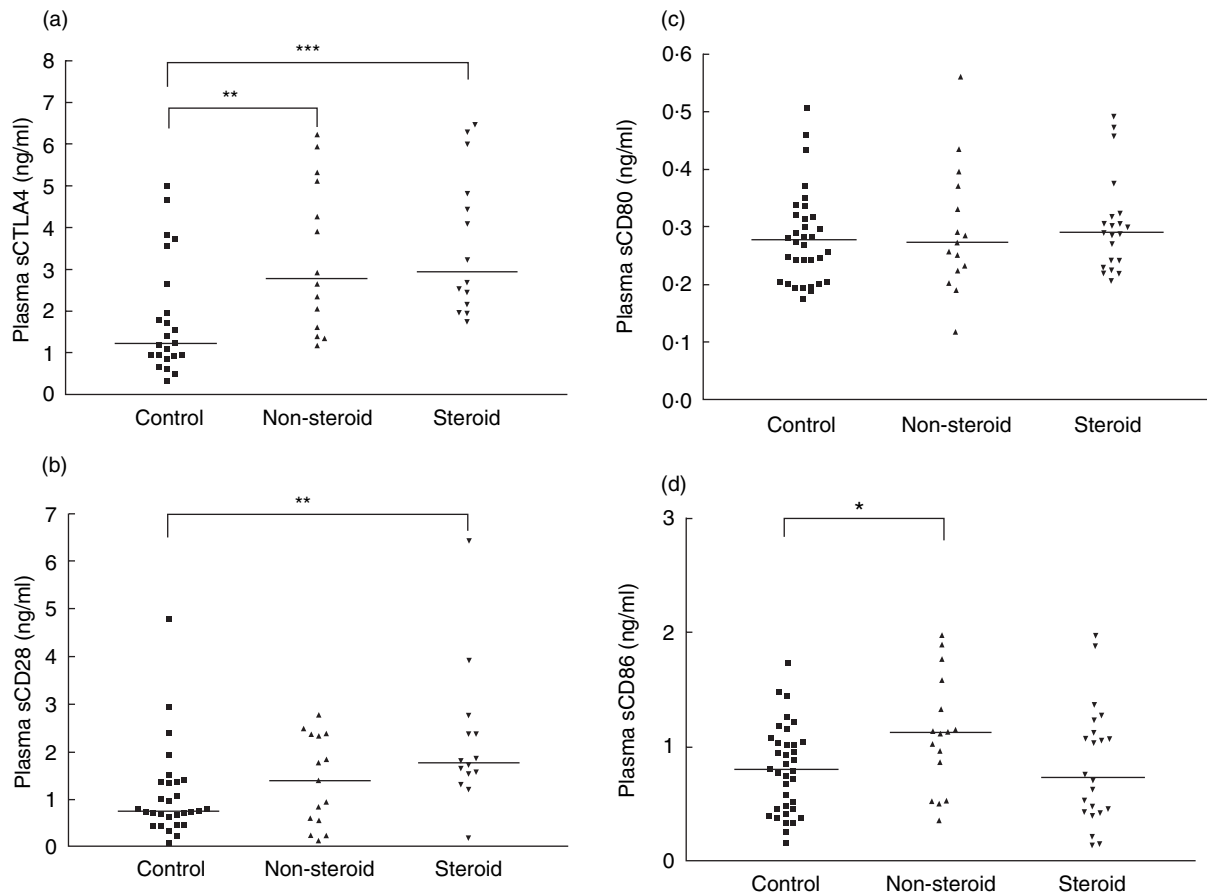 (a)
***
**
8
7
6
5
4
3
2
1
0
Plasma sCTLA4 (ng/ml)
Control Non-steroid Steroid
(b)
**
7
6
5
4
3
2
1
0
Plasma sCD28 (ng/ml)
Control Non-steroid Steroid
(c)
0·6
0·5
0·4
0·3
0·2
0·1
0·0
Plasma sCD80 (ng/ml)
Control Non-steroid Steroid
(d)
*
3
2
1
0
Plasma sCD86 (ng/ml)
Control Non-steroid Steroid